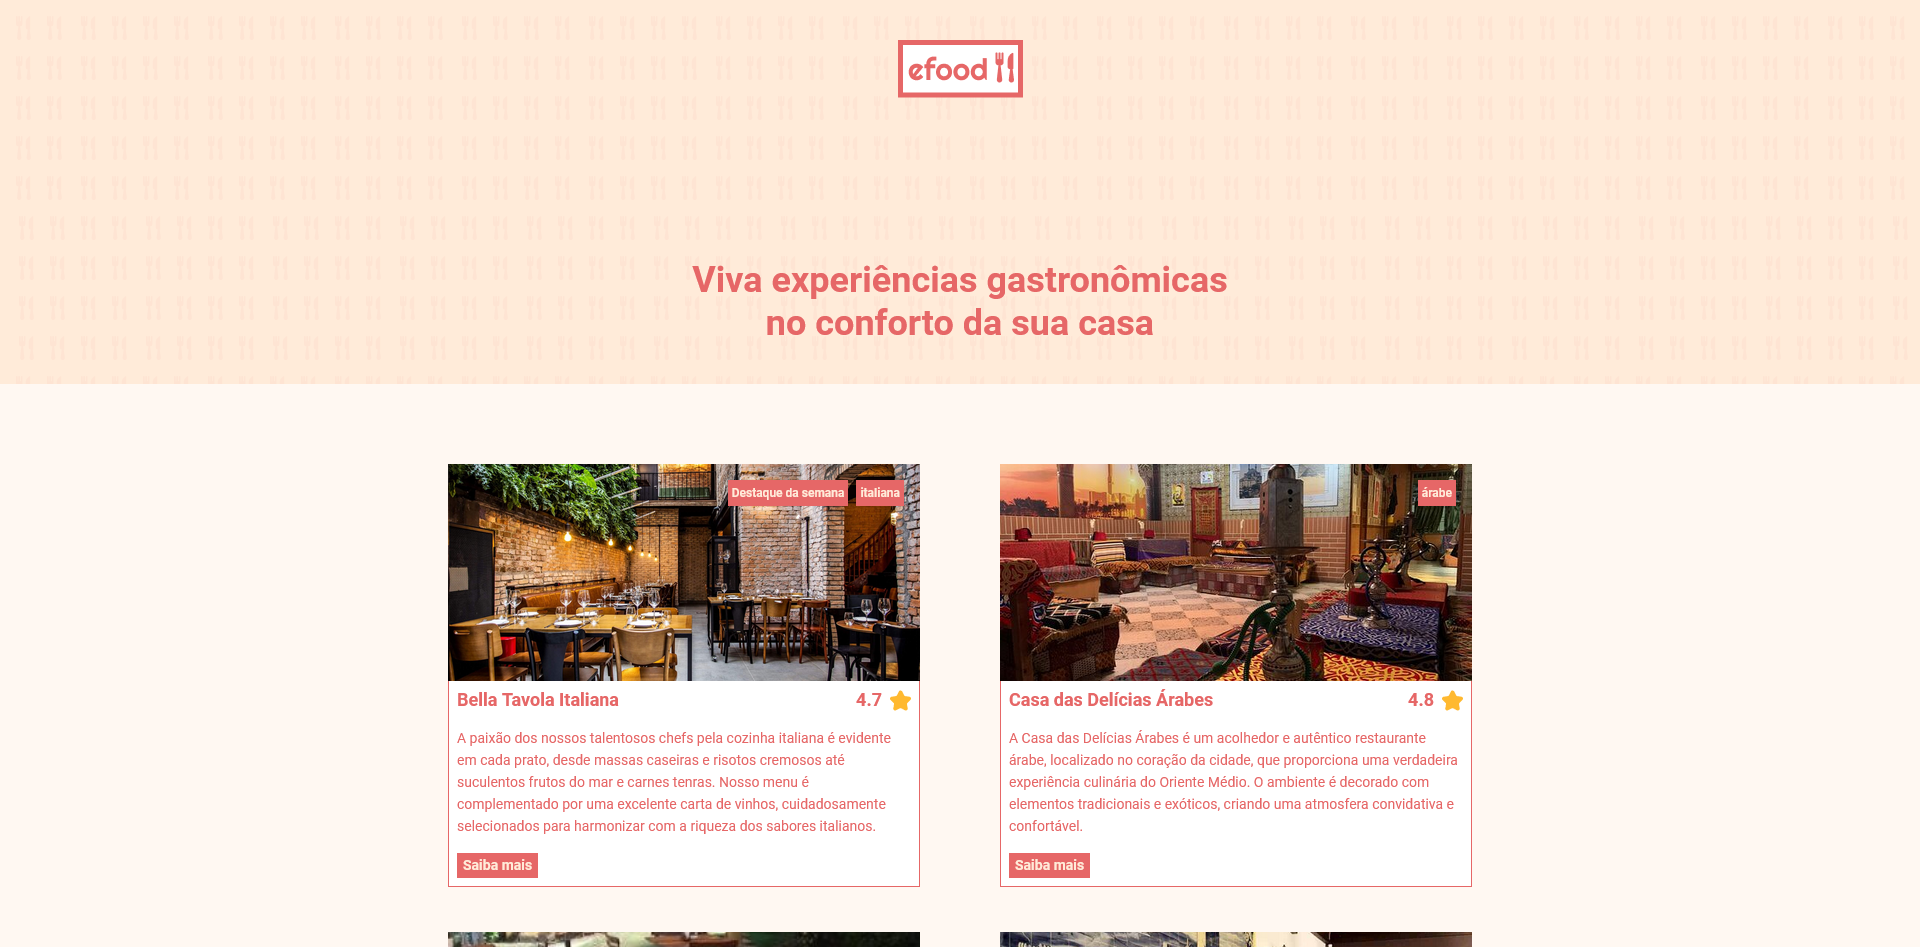 efood
Viva experiências gastronômicas
no conforto da sua casa
Destaque da semana
italiana
Bella Tavola Italiana
4.7
A paixão dos nossos talentosos chefs pela cozinha italiana é evidente
em cada prato, desde massas caseiras e risotos cremosos até
suculentos frutos do mar e carnes tenras. Nosso menu é
complementado por uma excelente carta de vinhos, cuidadosamente
selecionados para harmonizar com a riqueza dos sabores italianos.
Saiba mais
árabe
Casa das Delícias Árabes
4.8
A Casa das Delícias Árabes é um acolhedor e autêntico restaurante
árabe, localizado no coração da cidade, que proporciona uma verdadeira
experiência culinária do Oriente Médio. O ambiente é decorado com
elementos tradicionais e exóticos, criando uma atmosfera convidativa e
confortável.
Saiba mais